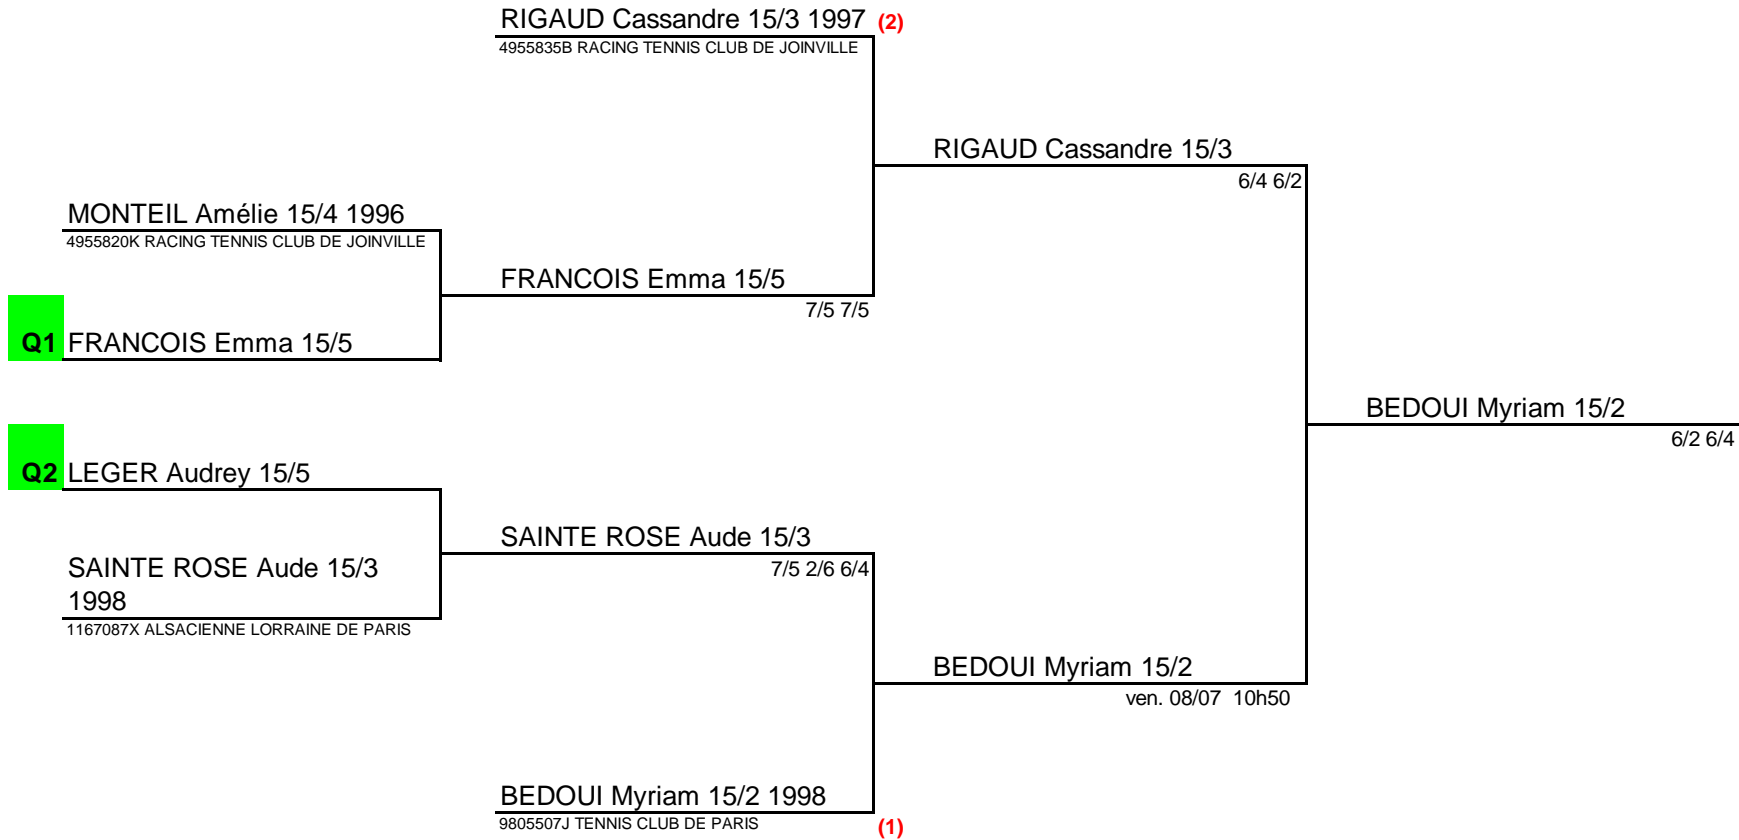 RIGAUD Cassandre 15/3 1997 (2)
4955835B RACING TENNIS CLUB DE JOINVILLE
RIGAUD Cassandre 15/3
6/4 6/2
MONTEIL Amélie 15/4 1996
4955820K RACING TENNIS CLUB DE JOINVILLE
FRANCOIS Emma 15/5
7/5 7/5
Q1 FRANCOIS Emma 15/5
BEDOUI Myriam 15/2
6/2 6/4
Q2 LEGER Audrey 15/5
SAINTE ROSE Aude 15/3
7/5 2/6 6/4
SAINTE ROSE Aude 15/3
1998
1167087X ALSACIENNE LORRAINE DE PARIS
BEDOUI Myriam 15/2
ven. 08/07 10h50
BEDOUI Myriam 15/2 1998
9805507J TENNIS CLUB DE PARIS (1)